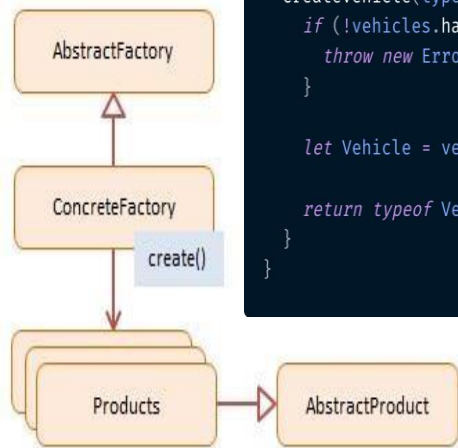 AbstractFactory
ConcreteFactory
create()
Products
AbstractProduct
if (!vehicles.ha
throw new Erro
}
let Vehicle = ve
return typeof Ve
}
}